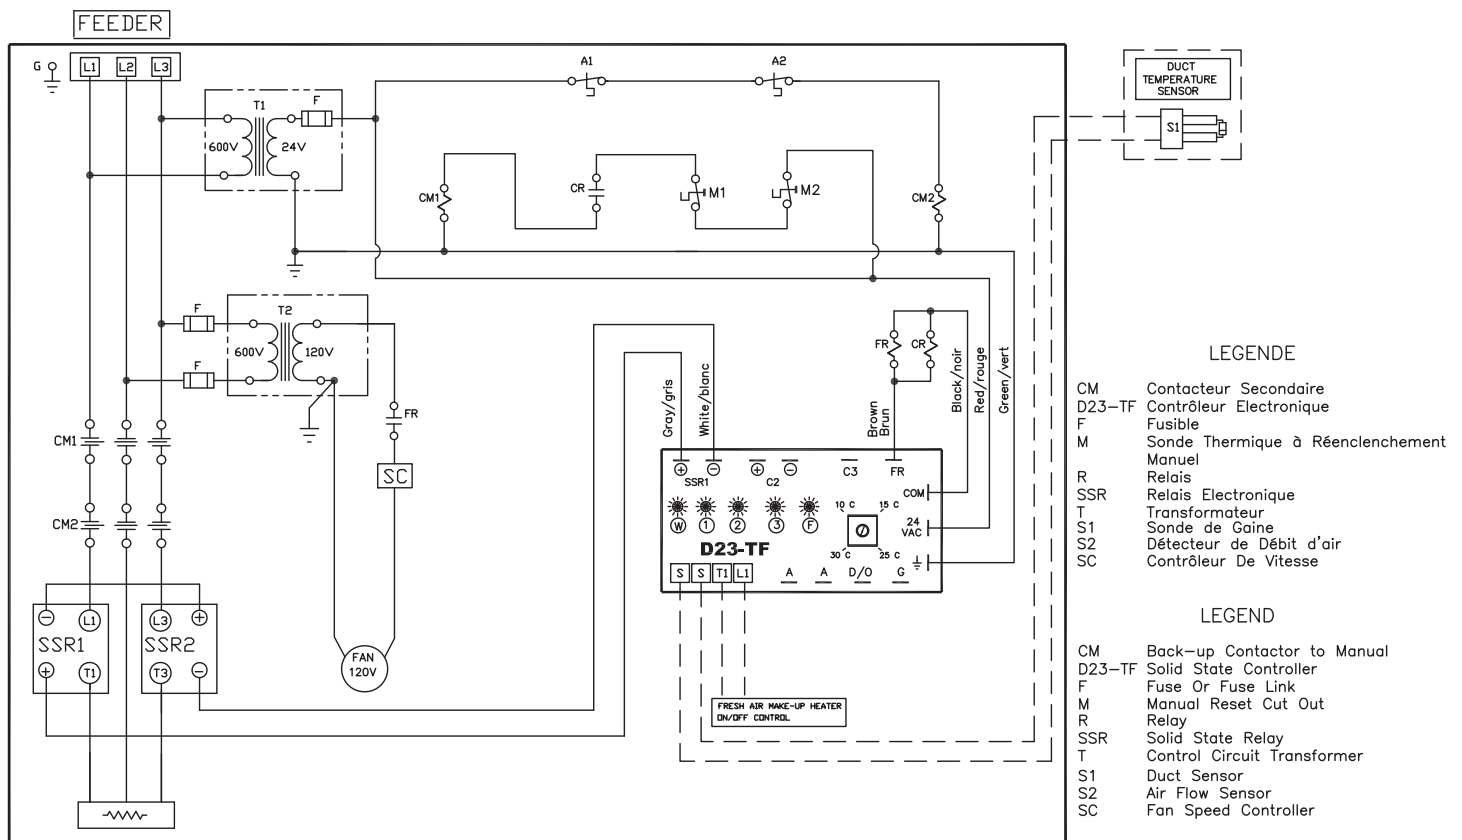 FEEDER
G
L1
L2
L3
T1
F
600V
24V
A1
A2
DUCT
TEMPERATURE
SENSOR
S1
CM1
CR
M1
M2
CM2
F
F
T2
600V
120V
FR
SC
CM1
CM2
FR
CR
Gray/gris
White/blanc
Brown
Brun
Black/noir
Red/rouge
Green/vert
+ −
SSR1
+ −
C2
C3
FR
COM
24
VAC
W 1 2 3 F
10 C
15 C
30 C
25 C
D23-TF
S S T1 L1
A A D/O G
− L1
SSR1
+ T1
L3 +
SSR2
T3 −
FAN
120V
FRESH AIR MAKE-UP HEATER
ON/OFF CONTROL
LEGENDE
CM Contacteur Secondaire
D23-TF Contrôleur Electronique
F Fusible
M Sonde Thermique à Réenclenchement
Manuel
R Relais
SSR Relais Electronique
T Transformateur
S1 Sonde de Gaine
S2 Détecteur de Débit d'air
SC Contrôleur De Vitesse
LEGEND
CM Back-up Contactor to Manual
D23-TF Solid State Controller
F Fuse Or Fuse Link
M Manual Reset Cut Out
R Relay
SSR Solid State Relay
T Control Circuit Transformer
S1 Duct Sensor
S2 Air Flow Sensor
SC Fan Speed Controller